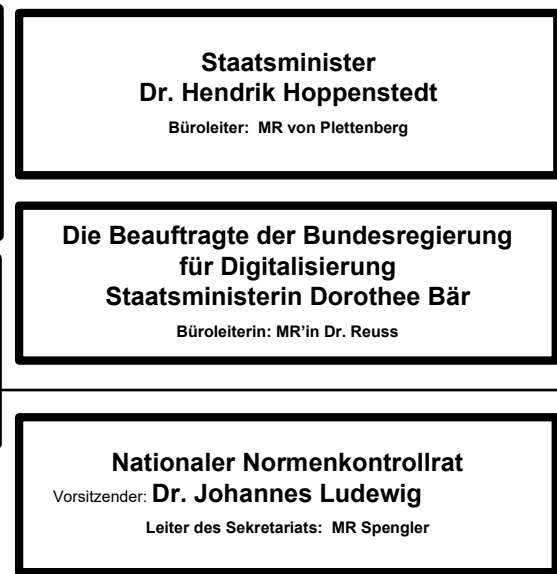 Staatsminister
Dr. Hendrik Hoppenstedt
Büroleiter: MR von Plettenberg
Die Beauftragte der Bundesregierung
für Digitalisierung
Staatsministerin Dorothee Bär
Büroleiterin: MR’in Dr. Reuss
Nationaler Normenkontrollrat
Vorsitzender: Dr. Johannes Ludewig
Leiter des Sekretariats: MR Spengler